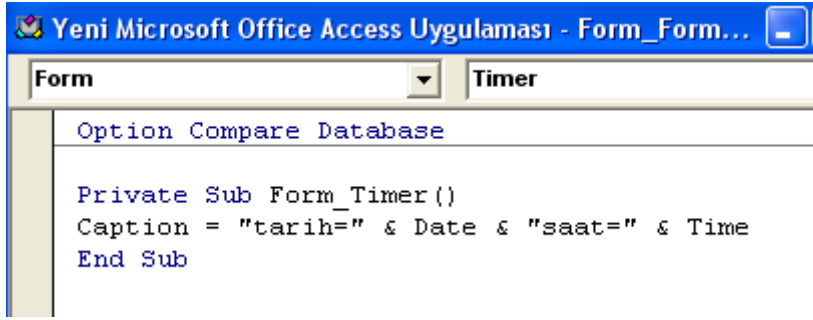 Yeni Microsoft Office Access Uygulaması - Form_Form...
Form Timer
Option Compare Database
Private Sub Form_Timer()
Caption = "tarih=" & Date & "saat=" & Time
End Sub